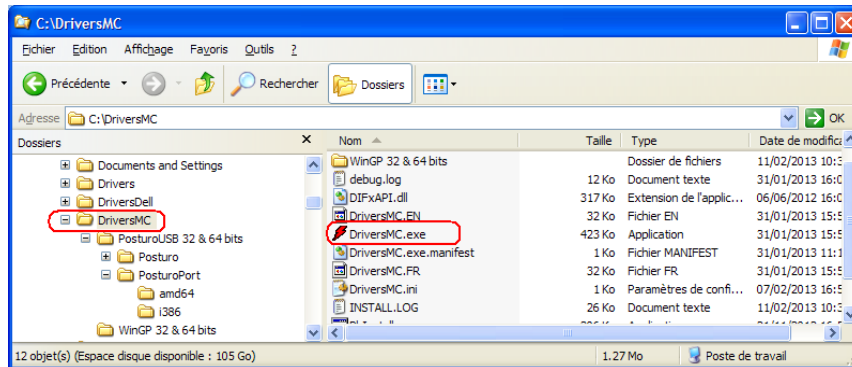 C:\DriversMC
Fichier Edition Affichage Favoris Outils ?
Précédente Rechercher Dossiers
Adresse C:\DriversMC OK
Dossiers X Nom Taille Type Date de modifica
Documents and Settings
Drivers
DriversDell
DriversMC
PosturoUSB 32 & 64 bits
Posturo
PosturoPort
amd64
i386
WinGP 32 & 64 bits
WinGP 32 & 64 bits Dossier de fichiers 11/02/2013 10:3
debug.log 12 Ko Document texte 31/01/2013 16:0
DIFxAPI.dll 317 Ko Extension de l'applic... 06/06/2012 16:0
DriversMC.EN 32 Ko Fichier EN 31/01/2013 15:5
DriversMC.exe 423 Ko Application 31/01/2013 15:5
DriversMC.exe.manifest 1 Ko Fichier MANIFEST 31/01/2013 11:1
DriversMC.FR 32 Ko Fichier FR 31/01/2013 15:5
DriversMC.ini 1 Ko Paramètres de confi... 07/02/2013 16:5
INSTALL.LOG 26 Ko Document texte 11/02/2013 10:3
12 objet(s) (Espace disque disponible : 105 Go) 1.27 Mo Poste de travail